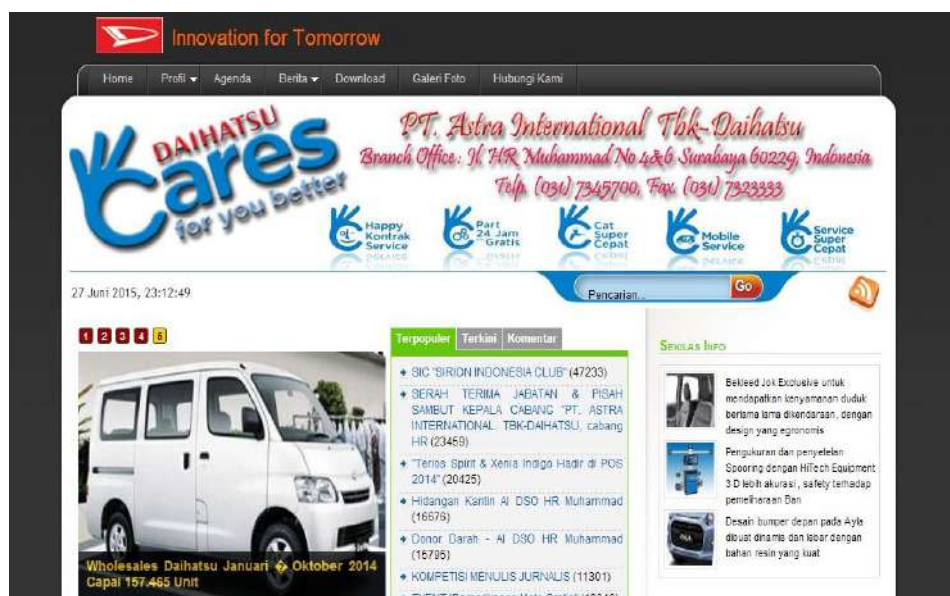 Innovation for Tomorrow
Home Profil Agenda Berita Download Galeri Foto Hubungi Kami
DAIHATSU
Cares
for you better
PT. Astra International Tbk-Daihatsu
Branch Office : Jl. HR Muhammad No 4&6 Surabaya 60229, Indonesia
Telp. (031) 7345700, Fax. (031) 7323333
Happy
Kontrak
Service
Part
24 Jam
Gratis
Cat
Super
Cepat
Mobile
Service
Service
Super
Cepat
27 Juni 2015, 23:12:49
Pencarian..
Go
1 2 3 4 5
Wholesales Daihatsu Januari � Oktober 2014
Capai 157.465 Unit
Terpopuler Terkini Komentar
SIC "SIRION INDONESIA CLUB" (47233)
SERAH TERIMA JABATAN & PISAH
SAMBUT KEPALA CABANG "PT. ASTRA
INTERNATIONAL TBK-DAIHATSU, cabang
HR (23459)
"Terios Spirit & Xenia Indigo Hadir di POS
2014" (20425)
Hidangan Kantin AI DSO HR Muhammad
(16676)
Donor Darah - AI DSO HR Muhammad
(15795)
KOMPETISI MENULIS JURNALIS (11301)
SEKILAS INFO
Bekleed Jok Exclusive untuk
mendapatkan kenyamanan duduk
berlama lama dikendaraan, dengan
design yang egronomis
Pengukuran dan penyetelan
Spooring dengan HiTech Equipment
3 D lebih akurasi, safety terhadap
pemeliharaan Ban
Desain bumper depan pada Ayla
dibuat dinamis dan lebar dengan
bahan resin yang kuat